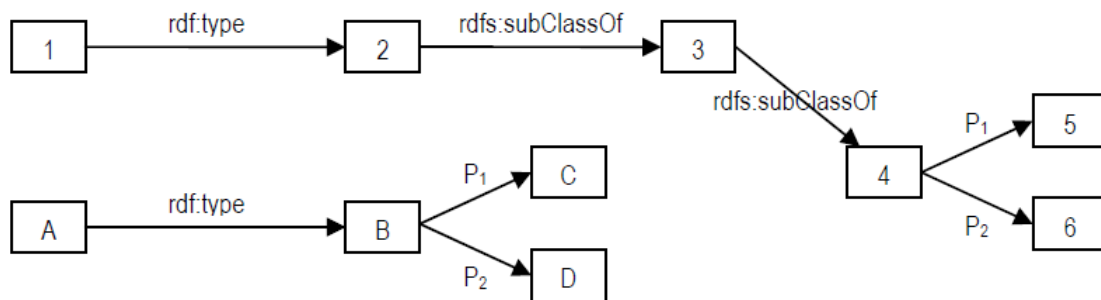 rdf:type
rdfs:subClassOf
1
2
3
rdfs:subClassOf
P₁
5
4
P₂
6
rdf:type
A
B
P₁
C
P₂
D